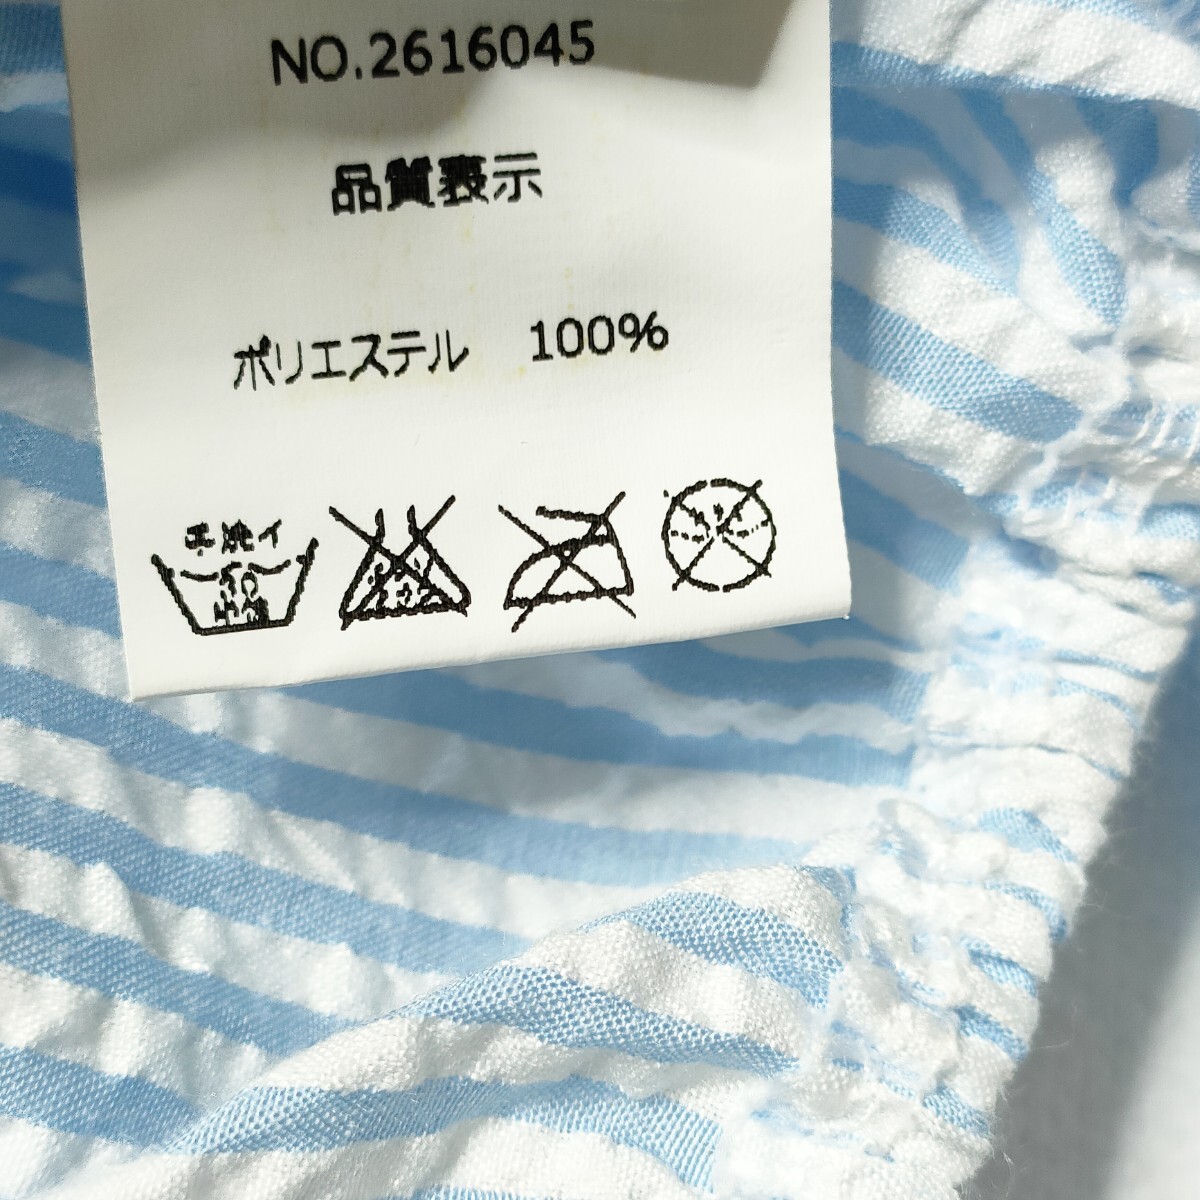 NO.2616045
品質表示
ポリエステル 100%
手洗イ